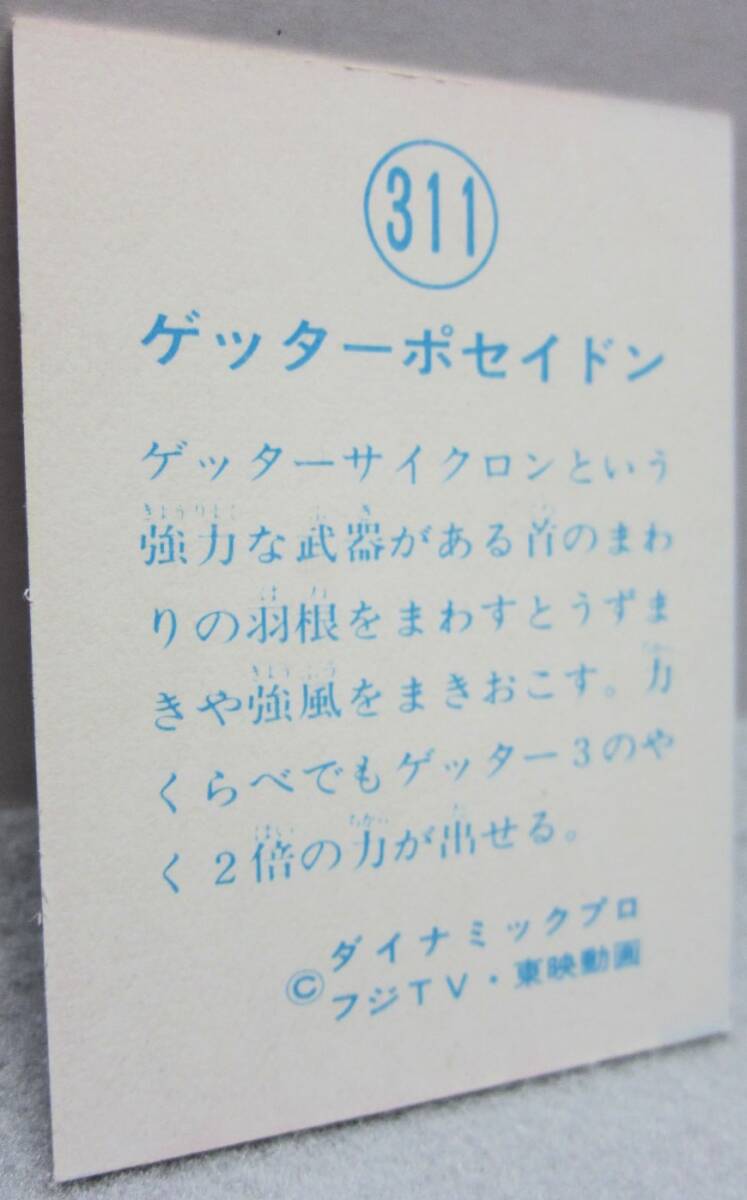 311
ゲッターポセイドン
ゲッターサイクロンという
強力な武器がある首のまわ
りの羽根をまわすとうずま
きや強風をまきおこす。力
くらべでもゲッター3のや
く2倍の力が出せる。
ダイナミックプロ
©フジTV・東映動画